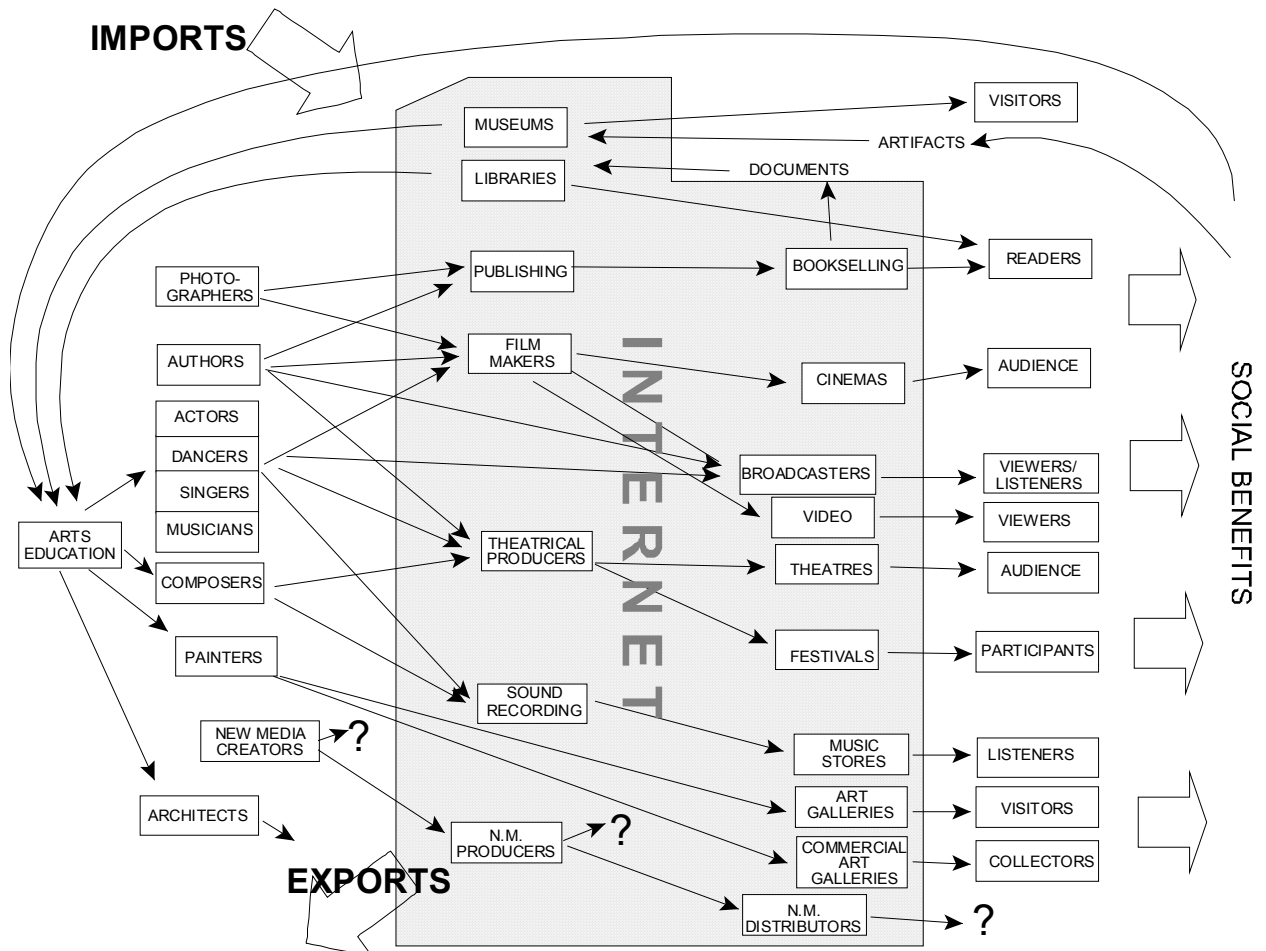 IMPORTS
MUSEUMS
VISITORS
ARTIFACTS
DOCUMENTS
LIBRARIES
PHOTO-
GRAPHERS
PUBLISHING
BOOKSELLING
READERS
AUTHORS
FILM
MAKERS
CINEMAS
AUDIENCE
ACTORS
DANCERS
SINGERS
MUSICIANS
BROADCASTERS
VIEWERS/
LISTENERS
VIDEO
VIEWERS
ARTS
EDUCATION
COMPOSERS
THEATRICAL
PRODUCERS
THEATRES
AUDIENCE
PAINTERS
FESTIVALS
PARTICIPANTS
SOUND
RECORDING
NEW MEDIA
CREATORS
?
MUSIC
STORES
LISTENERS
ARCHITECTS
ART
GALLERIES
VISITORS
N.M.
PRODUCERS
?
COMMERCIAL
ART
GALLERIES
COLLECTORS
EXPORTS
N.M.
DISTRIBUTORS
?
INTERNET
SOCIAL BENEFITS